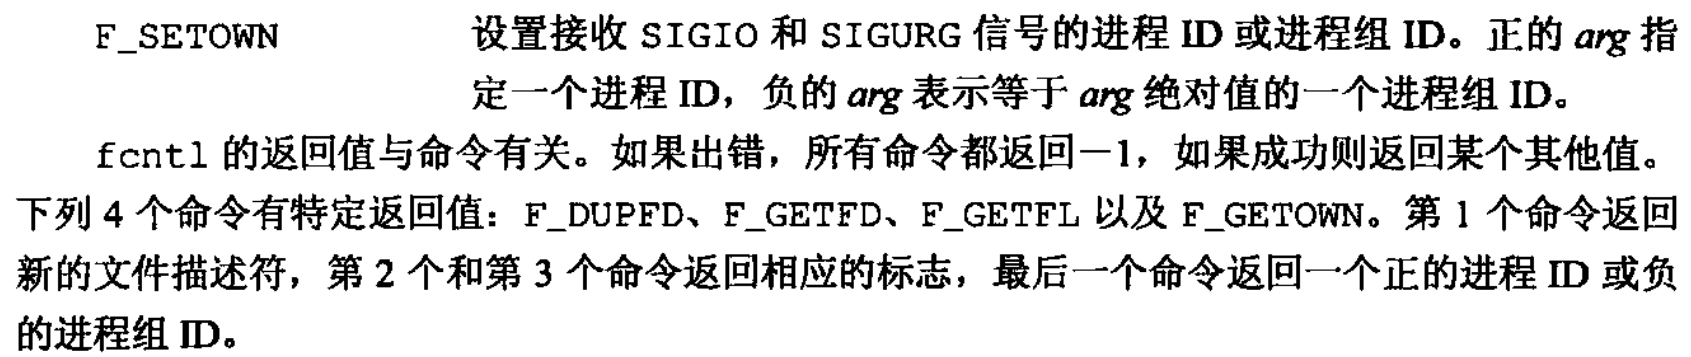 F_SETOWN 设置接收 SIGIO 和 SIGURG 信号的进程 ID 或进程组 ID。正的 arg 指
定一个进程 ID，负的 arg 表示等于 arg 绝对值的一个进程组 ID。
fcntl 的返回值与命令有关。如果出错，所有命令都返回－1，如果成功则返回某个其他值。
下列 4 个命令有特定返回值：F_DUPFD、F_GETFD、F_GETFL 以及 F_GETOWN。第 1 个命令返回
新的文件描述符，第 2 个和第 3 个命令返回相应的标志，最后一个命令返回一个正的进程 ID 或负
的进程组 ID。